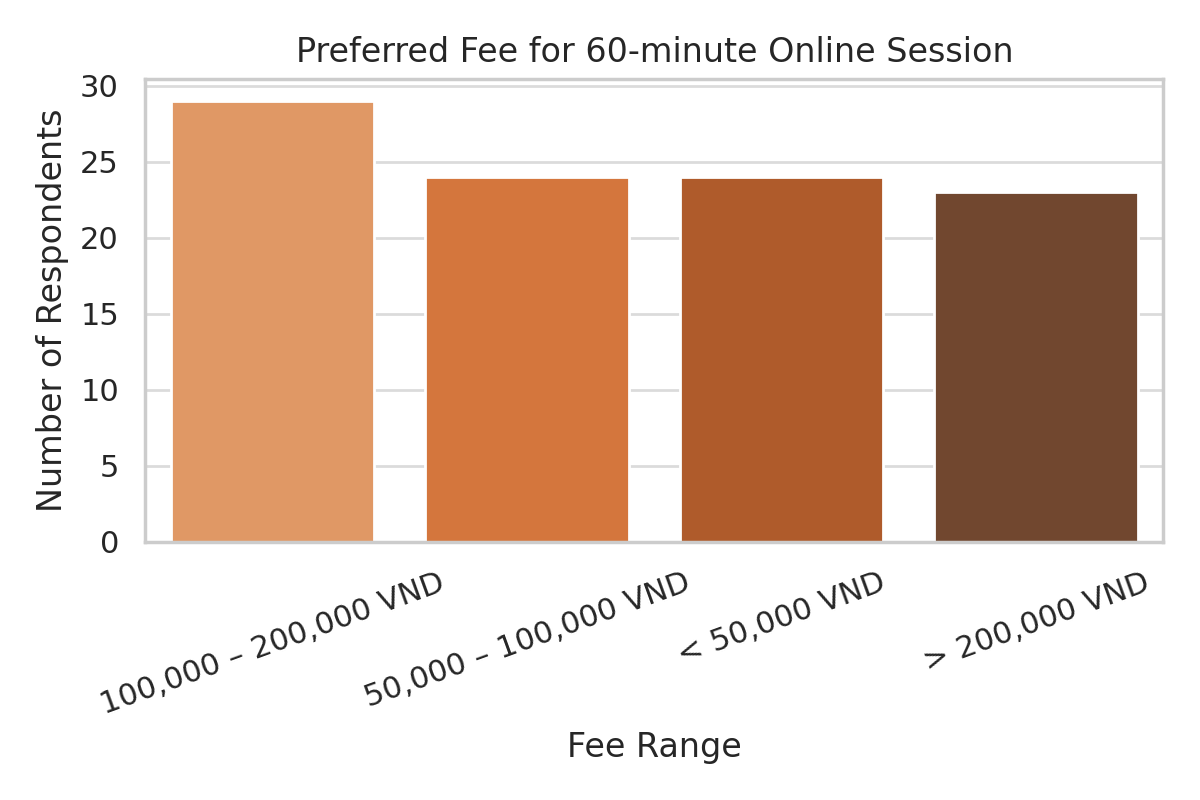 Preferred Fee for 60-minute Online Session
Number of Respondents
30
25
20
15
10
5
0
100,000 – 200,000 VND
50,000 – 100,000 VND
< 50,000 VND
> 200,000 VND
Fee Range